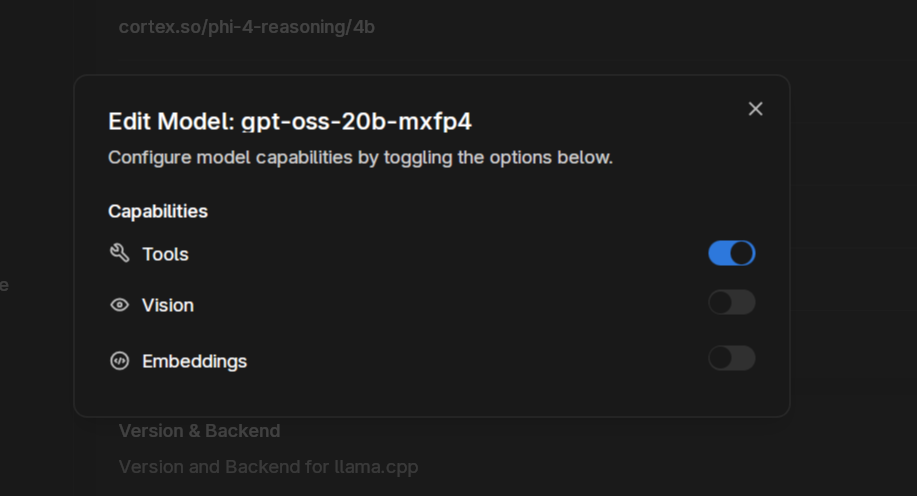 cortex.so/phi-4-reasoning/4b
Edit Model: gpt-oss-20b-mxfp4
Configure model capabilities by toggling the options below.
Capabilities
Tools
Vision
e
Embeddings
Version & Backend
Version and Backend for llama.cpp